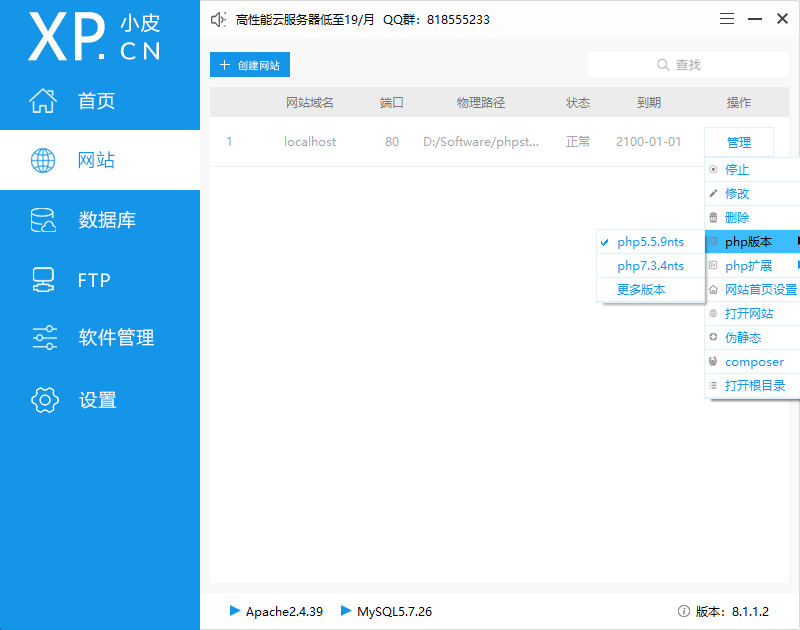 XP.CN 小皮
高性能云服务器低至19/月 QQ群：818555233
首页
网站
数据库
FTP
软件管理
设置
创建网站
查找
网站域名 端口 物理路径 状态 到期 操作
1 localhost 80 D:/Software/phpst... 正常 2100-01-01 管理
停止
修改
删除
php版本
php扩展
网站首页设置
打开网站
伪静态
composer
打开根目录
php5.5.9nts
php7.3.4nts
更多版本
Apache2.4.39 MySQL5.7.26 版本：8.1.1.2